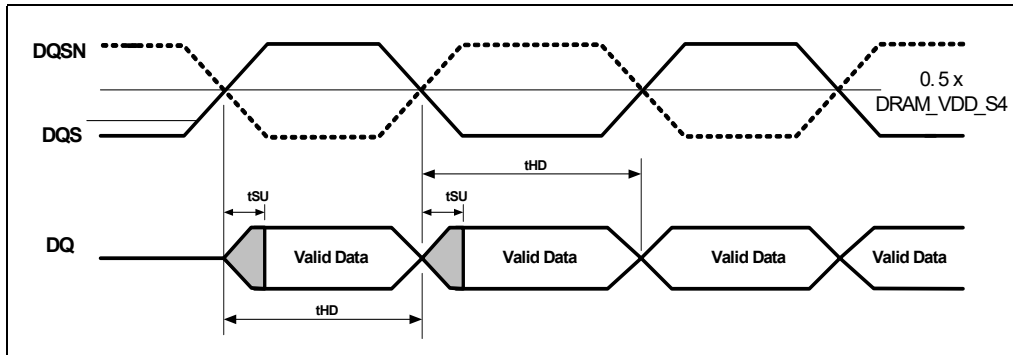 DQSN
0.5 x
DRAM_VDD_S4
DQS
tHD
tSU
tSU
DQ
Valid Data
Valid Data
Valid Data
Valid Data
tHD